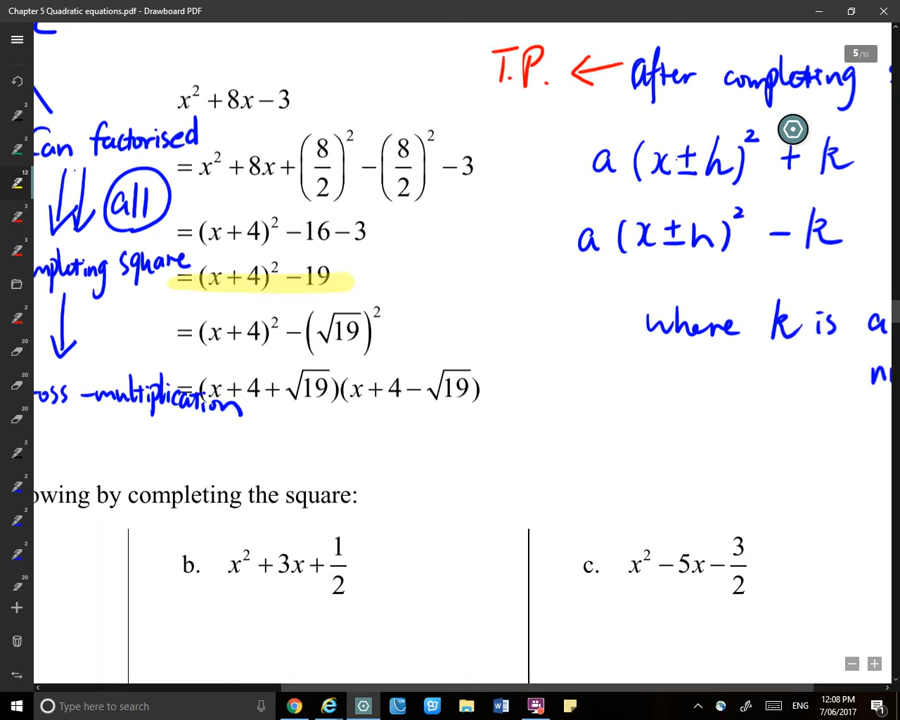 Chapter 5 Quadratic equations.pdf - Drawboard PDF
5/10
T.P. ← After completing
x² + 8x − 3
Can factorised
= x² + 8x + (8/2)² − (8/2)² − 3
a (x ± h)² + k
all
= (x + 4)² − 16 − 3
a (x ± h)² − k
mpleting square
= (x + 4)² − 19
= (x + 4)² − (√19)²
where k is a
= (x + 4 + √19)(x + 4 − √19)
oss -multiplication
owing by completing the square:
b. x² + 3x + 1/2
c. x² − 5x − 3/2
Type here to search
ENG
12:08 PM
7/06/2017